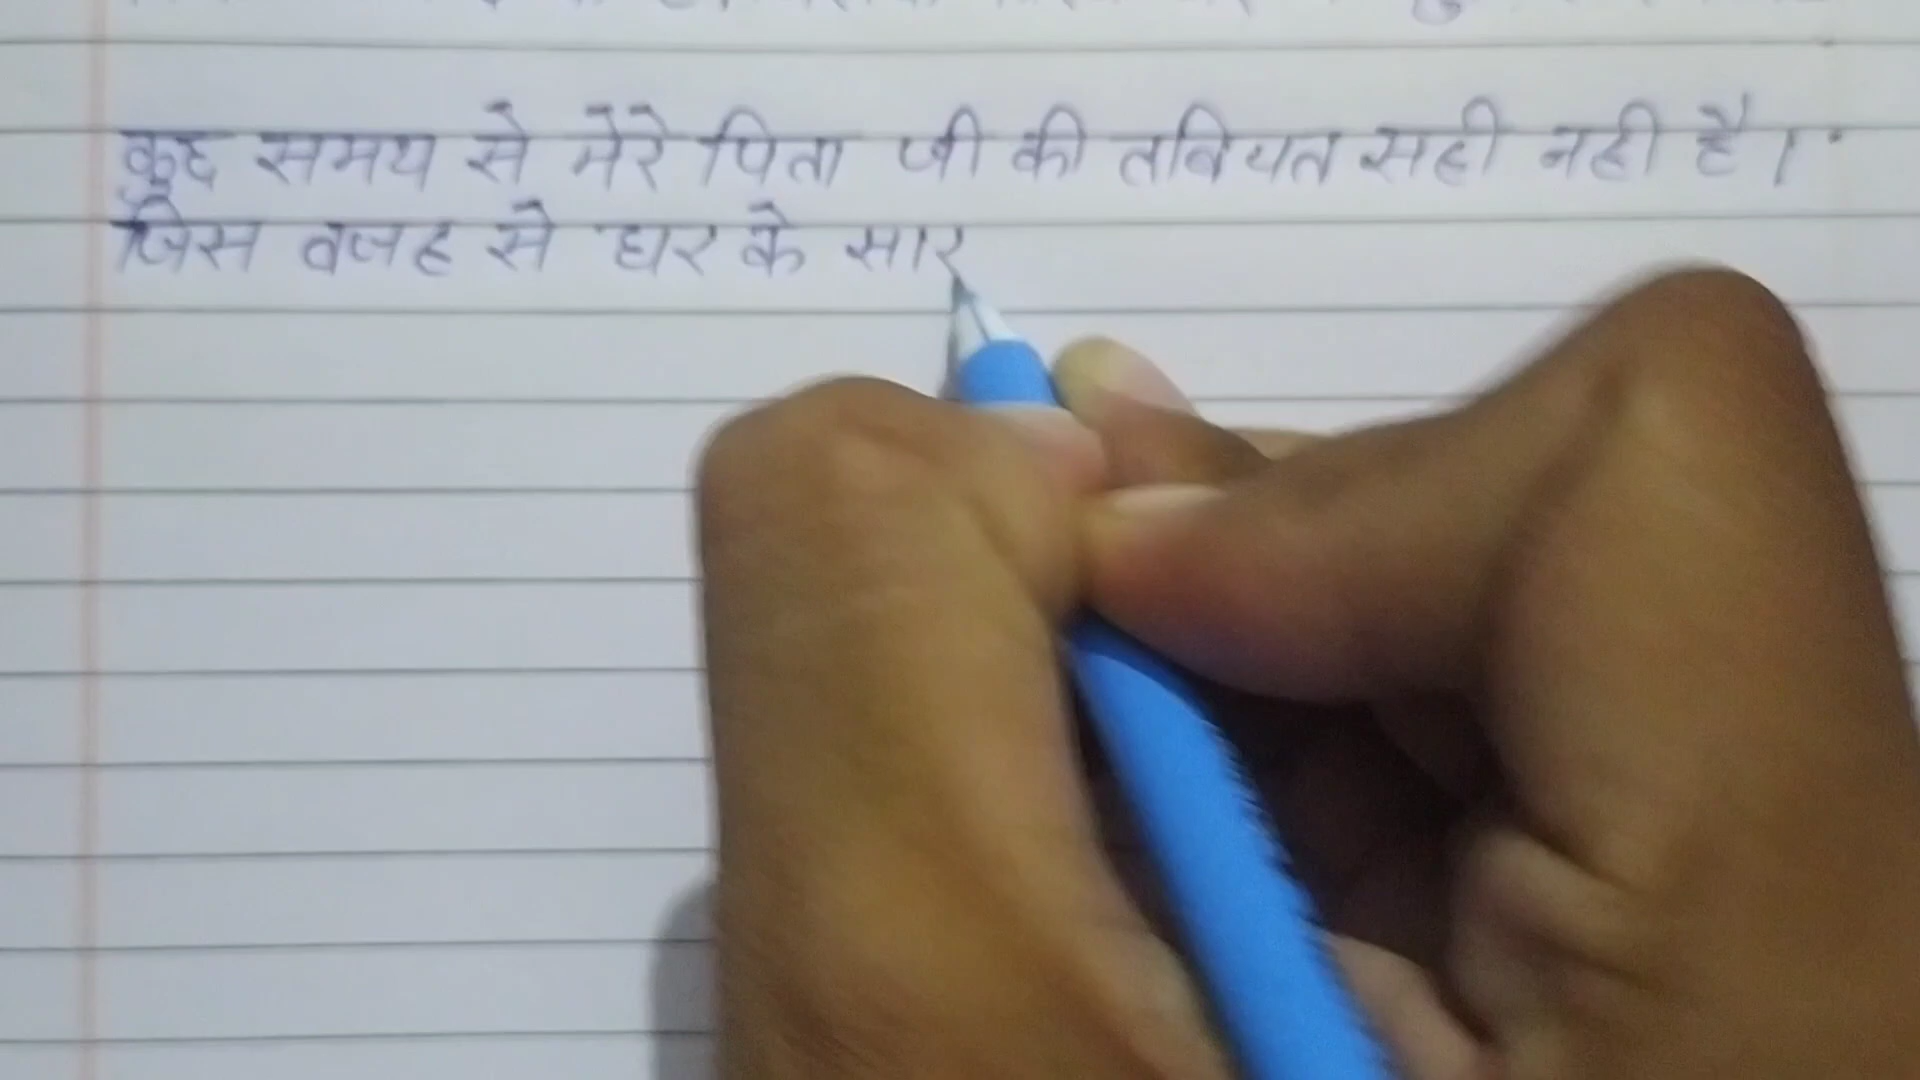 कुछ समय से मेरे पिता जी की तबियत सही नही है।
जिस वजह से घर के सार